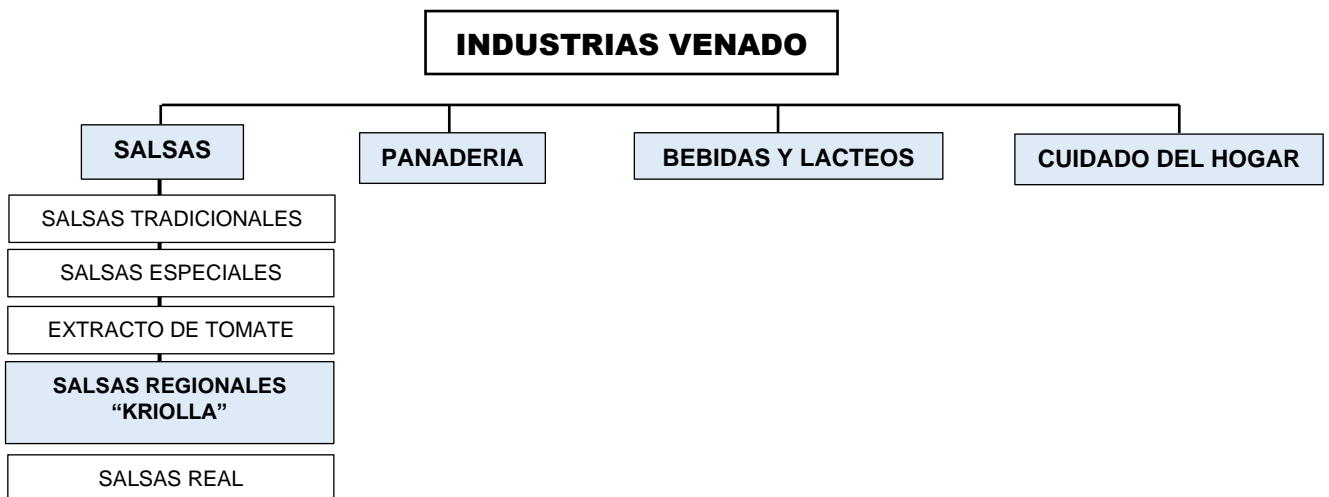 INDUSTRIAS VENADO
SALSAS
PANADERIA
BEBIDAS Y LACTEOS
CUIDADO DEL HOGAR
SALSAS TRADICIONALES
SALSAS ESPECIALES
EXTRACTO DE TOMATE
SALSAS REGIONALES
“KRIOLLA”
SALSAS REAL